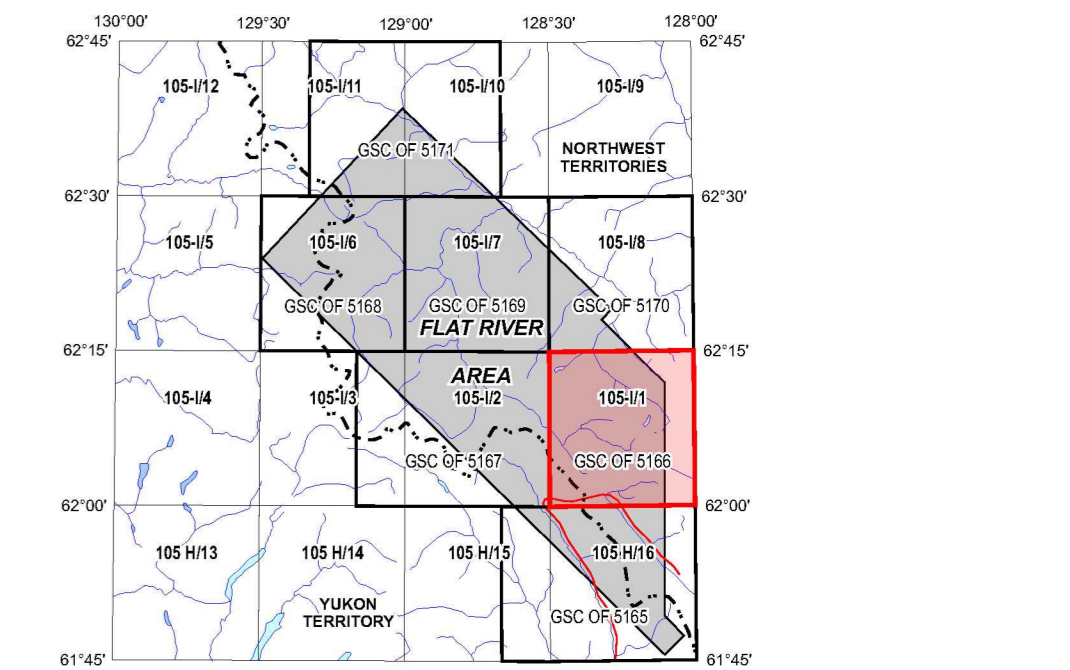 130°00' 129°30' 129°00' 128°30' 128°00'
62°45' 62°45'
105-I/12 105-I/11 105-I/10 105-I/9
GSC OF 5171
NORTHWEST
TERRITORIES
62°30' 62°30'
105-I/5 105-I/6 105-I/7 105-I/8
GSC OF 5168 GSC OF 5169 GSC OF 5170
FLAT RIVER
62°15' 62°15'
AREA
105-I/4 105-I/3 105-I/2 105-I/1
GSC OF 5167 GSC OF 5166
62°00' 62°00'
105 H/13 105 H/14 105 H/15 105 H/16
YUKON
TERRITORY
GSC OF 5165
61°45' 61°45'